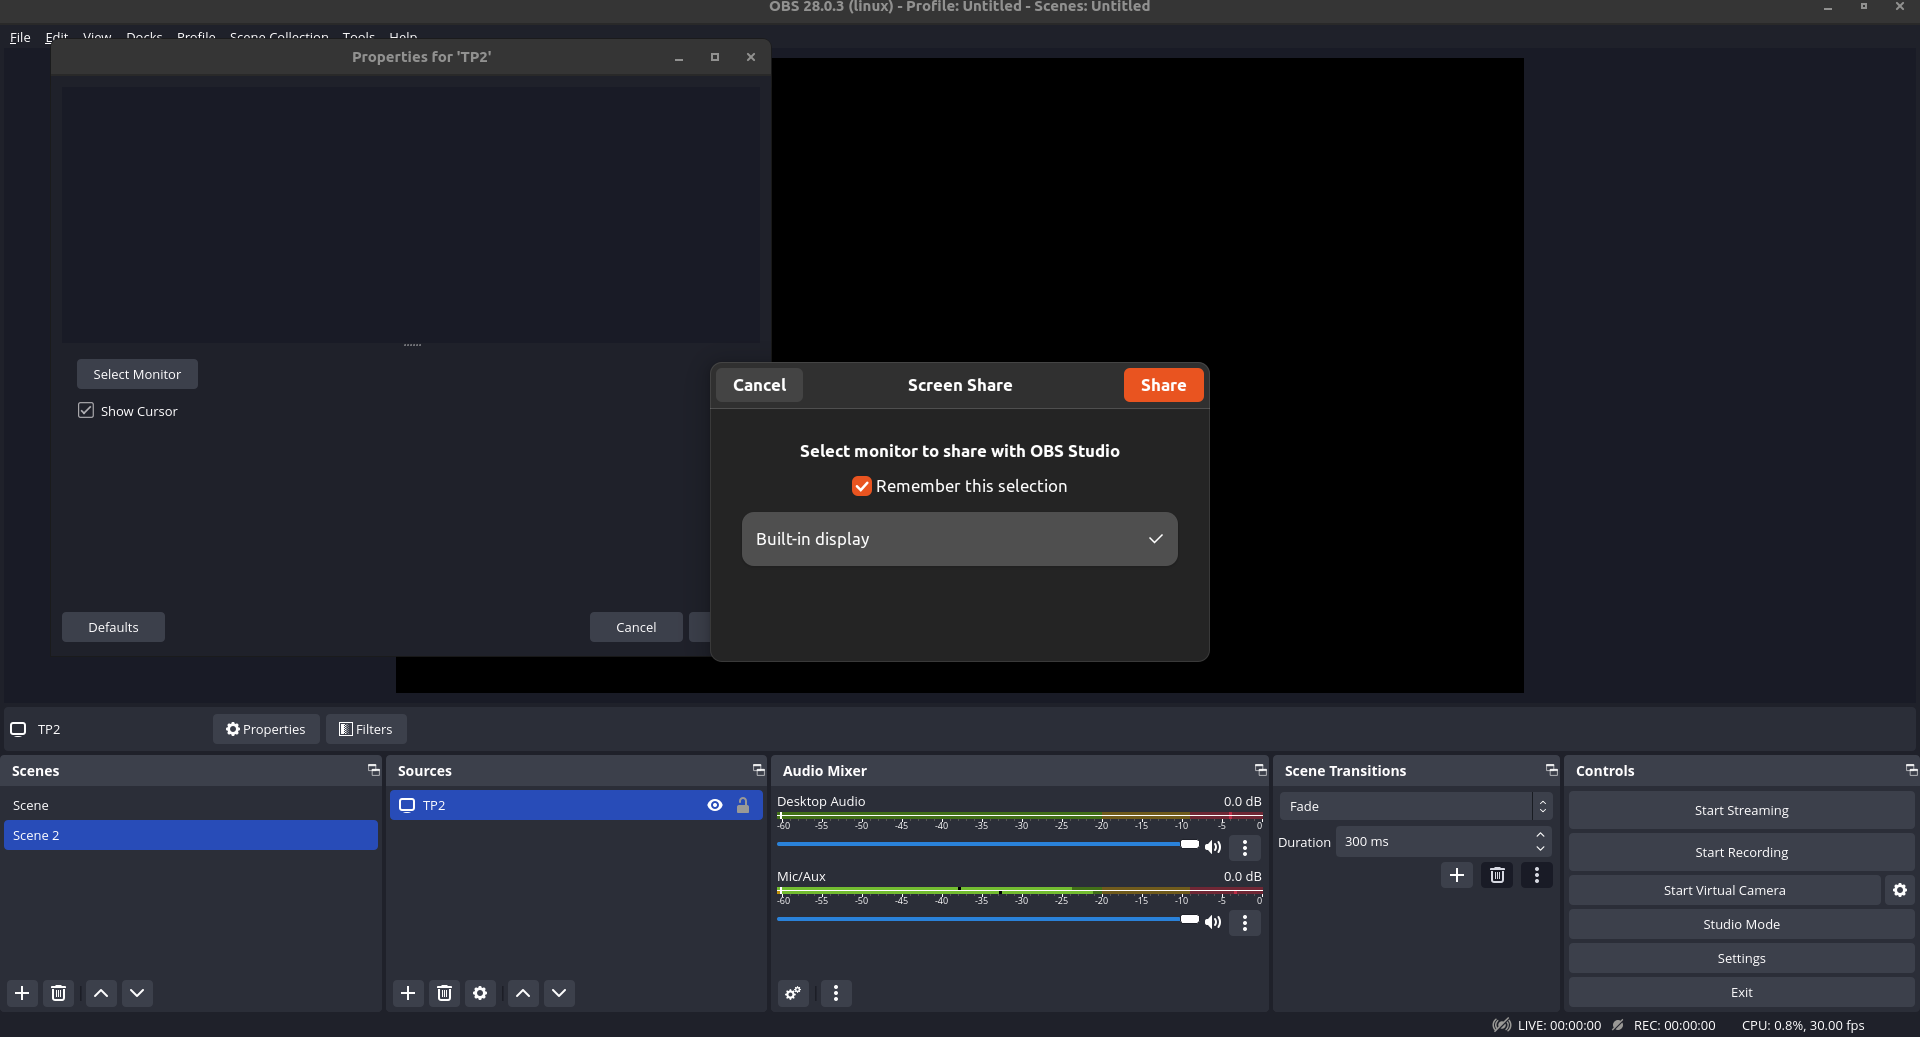 OBS 28.0.3 (linux) - Profile: Untitled - Scenes: Untitled
File Edit View Docks Profile Scene Collection Tools Help
Properties for 'TP2'
Select Monitor
Show Cursor
Defaults
Cancel
Cancel
Screen Share
Share
Select monitor to share with OBS Studio
Remember this selection
Built-in display
TP2
Properties
Filters
Scenes
Scene
Scene 2
Sources
TP2
Audio Mixer
Desktop Audio 0.0 dB
-60 -55 -50 -45 -40 -35 -30 -25 -20 -15 -10 -5 0
Mic/Aux 0.0 dB
-60 -55 -50 -45 -40 -35 -30 -25 -20 -15 -10 -5 0
Scene Transitions
Fade
Duration 300 ms
Controls
Start Streaming
Start Recording
Start Virtual Camera
Studio Mode
Settings
Exit
LIVE: 00:00:00 REC: 00:00:00 CPU: 0.8%, 30.00 fps